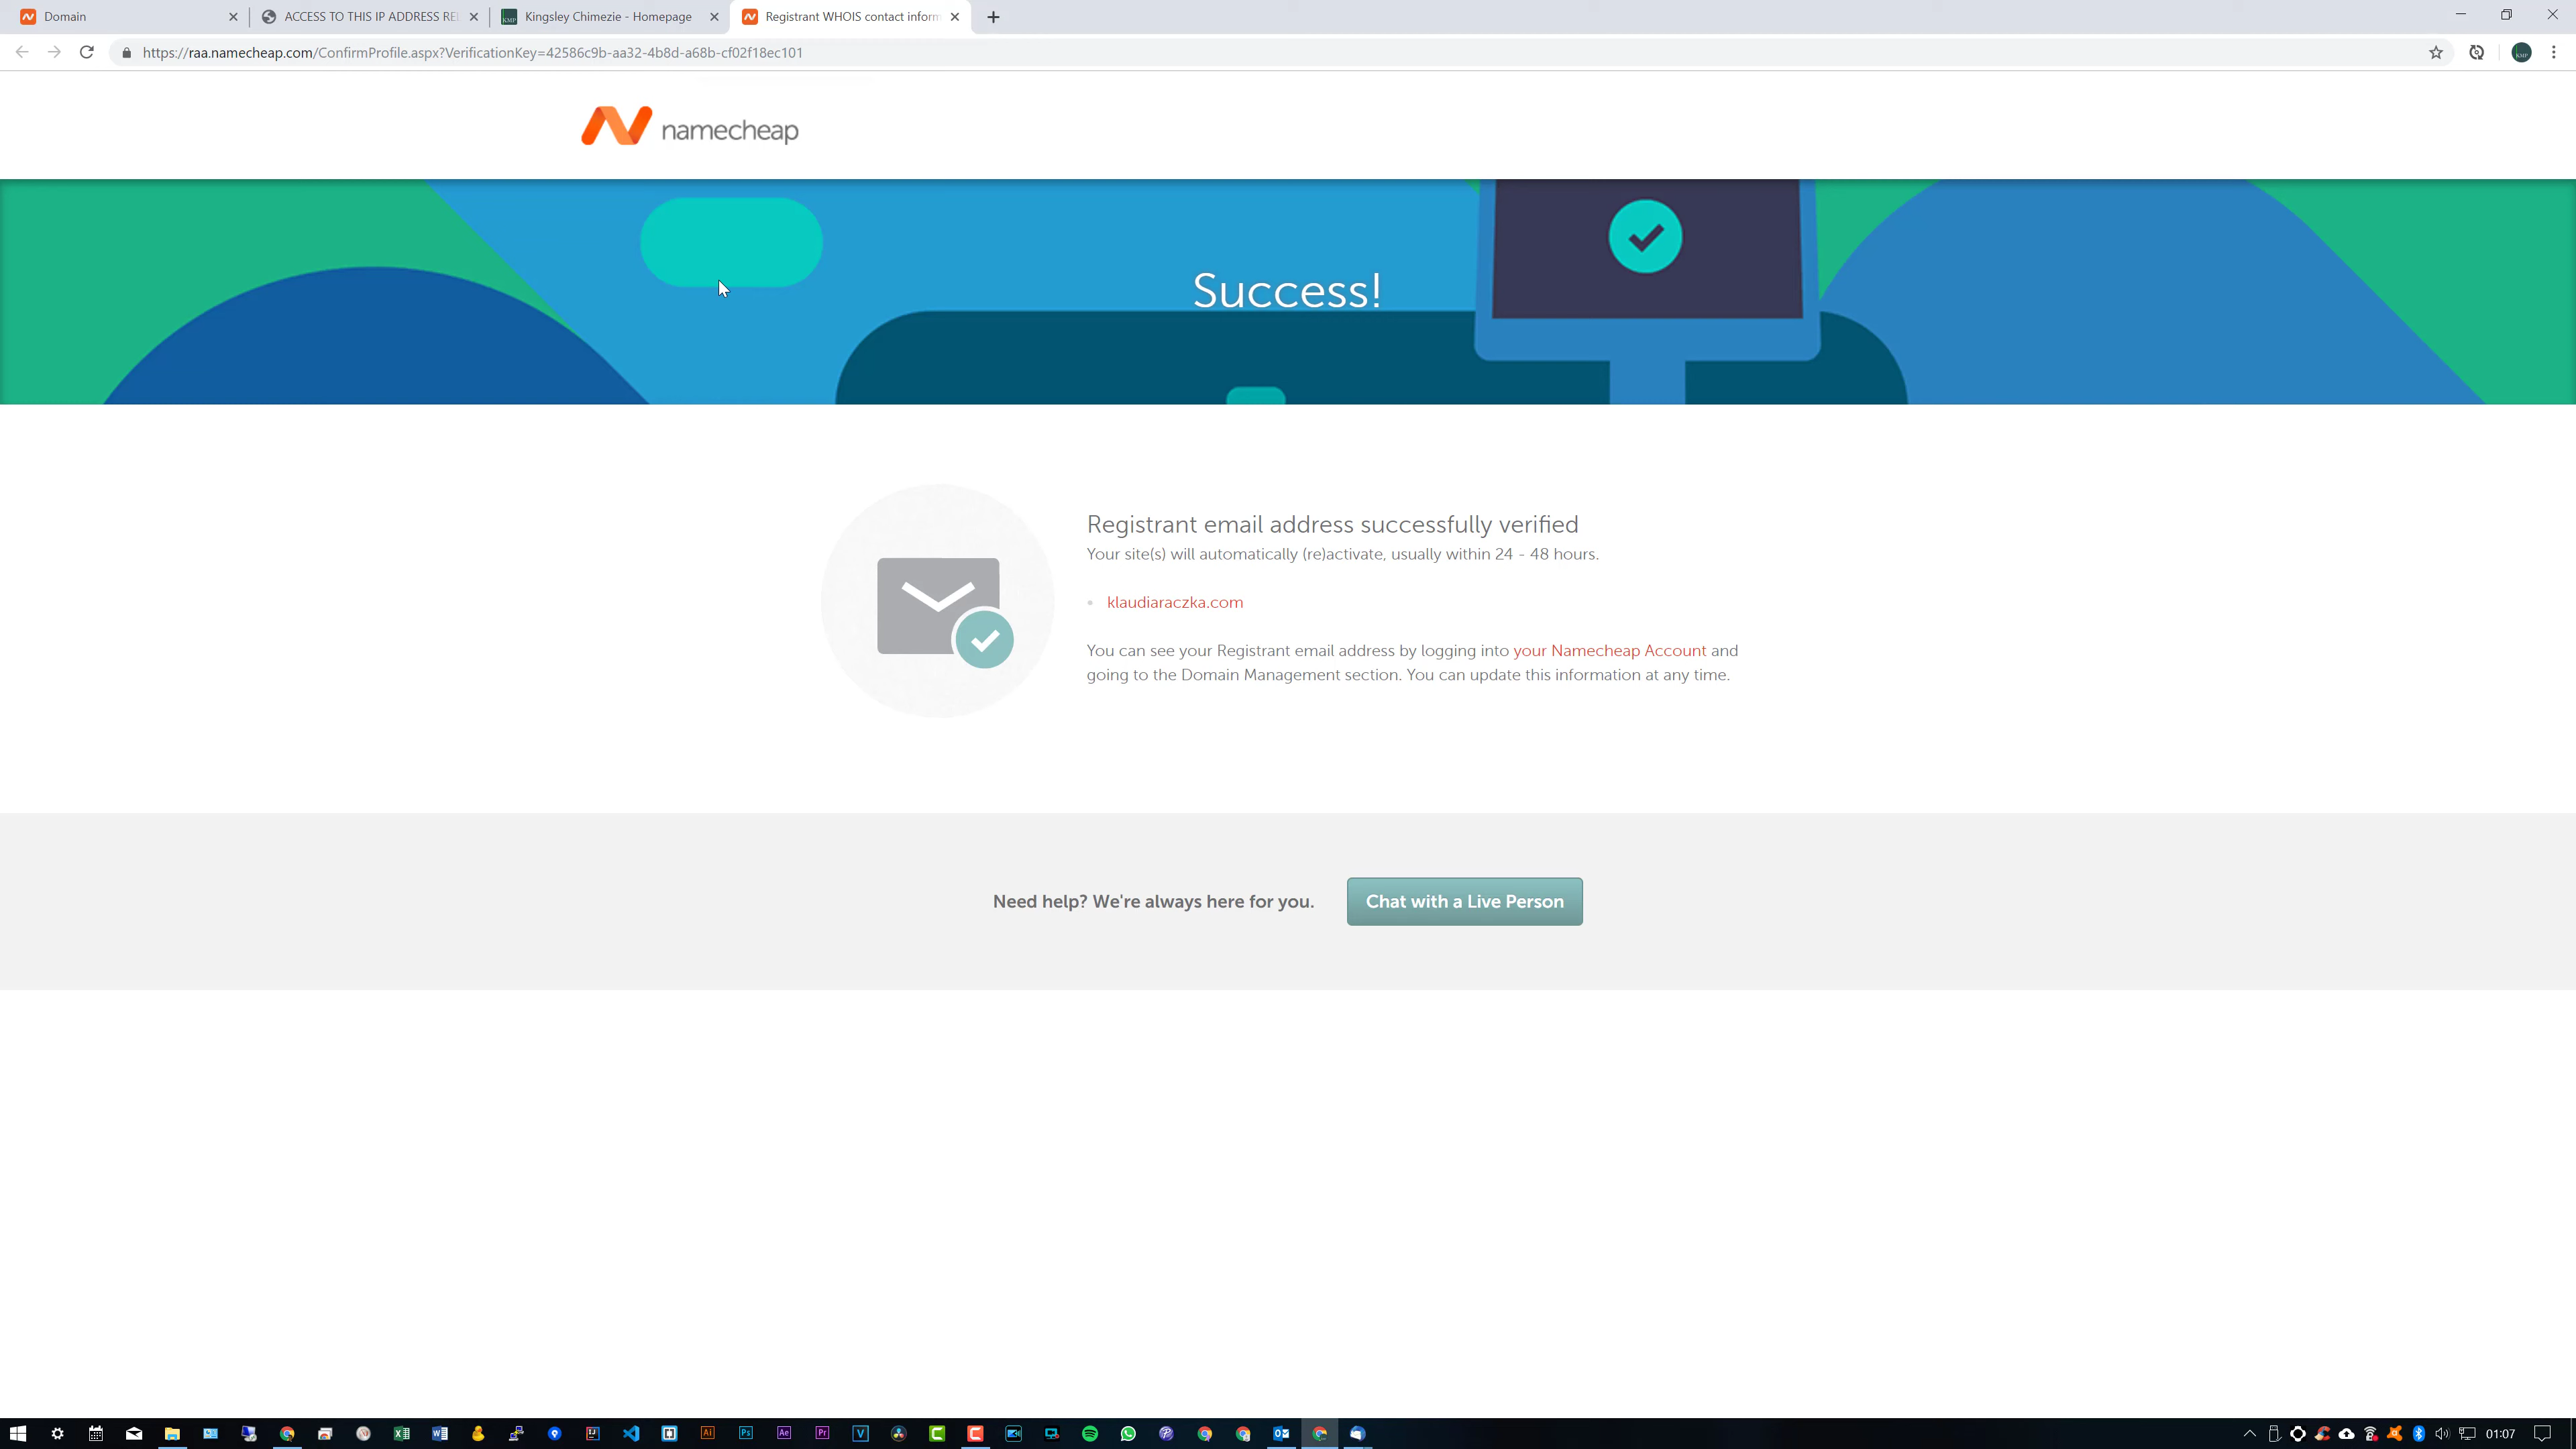 Domain
ACCESS TO THIS IP ADDRESS RE
Kingsley Chimezie - Homepage
Registrant WHOIS contact inform
https://raa.namecheap.com/ConfirmProfile.aspx?VerificationKey=42586c9b-aa32-4b8d-a68b-cf02f18ec101
namecheap
Success!
Registrant email address successfully verified
Your site(s) will automatically (re)activate, usually within 24 - 48 hours.
klaudiaraczka.com
You can see your Registrant email address by logging into your Namecheap Account and
going to the Domain Management section. You can update this information at any time.
Need help? We're always here for you.
Chat with a Live Person
01:07